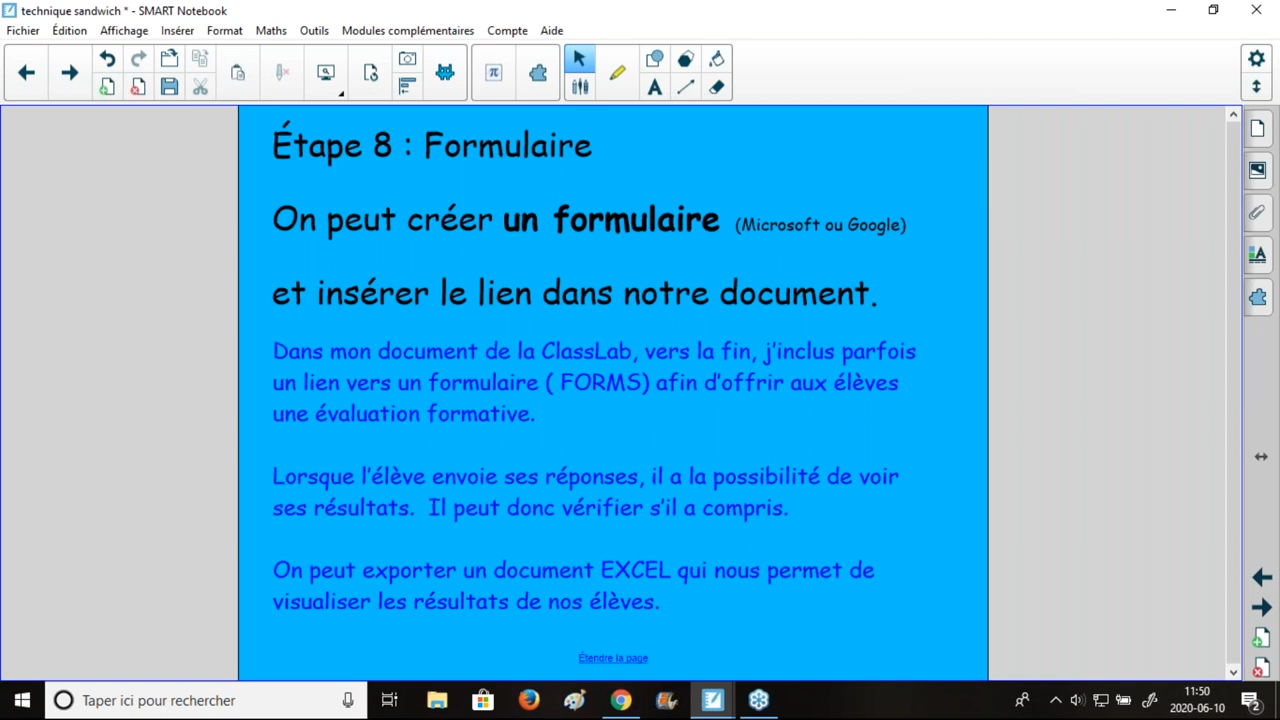 technique sandwich * - SMART Notebook
Fichier Édition Affichage Insérer Format Maths Outils Modules complémentaires Compte Aide
π
A
A
Étape 8 : Formulaire
On peut créer un formulaire (Microsoft ou Google)
et insérer le lien dans notre document.
Dans mon document de la ClassLab, vers la fin, j'inclus parfois
un lien vers un formulaire ( FORMS) afin d'offrir aux élèves
une évaluation formative.
Lorsque l'élève envoie ses réponses, il a la possibilité de voir
ses résultats. Il peut donc vérifier s'il a compris.
On peut exporter un document EXCEL qui nous permet de
visualiser les résultats de nos élèves.
Étendre la page
Taper ici pour rechercher
11:50
2020-06-10
2